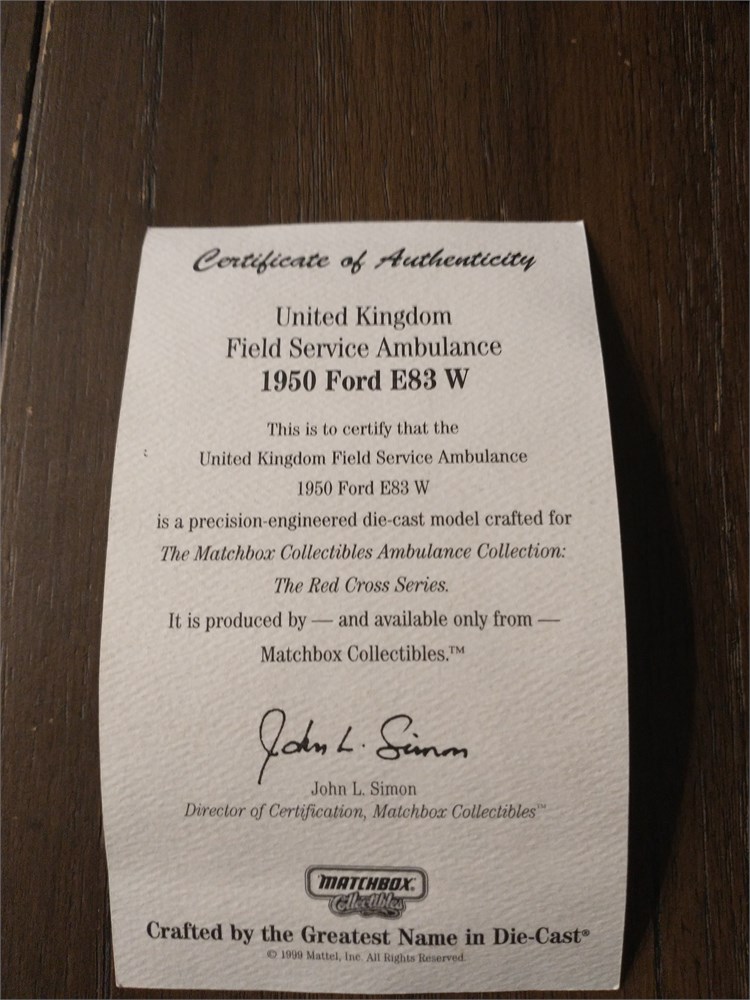 Certificate of Authenticity
United Kingdom
Field Service Ambulance
1950 Ford E83 W
This is to certify that the
United Kingdom Field Service Ambulance
1950 Ford E83 W
is a precision-engineered die-cast model crafted for
The Matchbox Collectibles Ambulance Collection:
The Red Cross Series.
It is produced by — and available only from —
Matchbox Collectibles.™
John L. Simon
John L. Simon
Director of Certification, Matchbox Collectibles™
MATCHBOX
Collectibles
Crafted by the Greatest Name in Die-Cast®
© 1999 Mattel, Inc. All Rights Reserved.